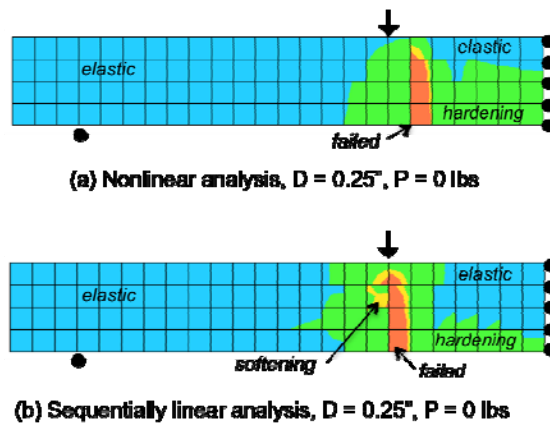 elastic
elastic
hardening
failed
(a) Nonlinear analysis, D = 0.25", P = 0 lbs
elastic
elastic
hardening
softening
failed
(b) Sequentially linear analysis, D = 0.25", P = 0 lbs